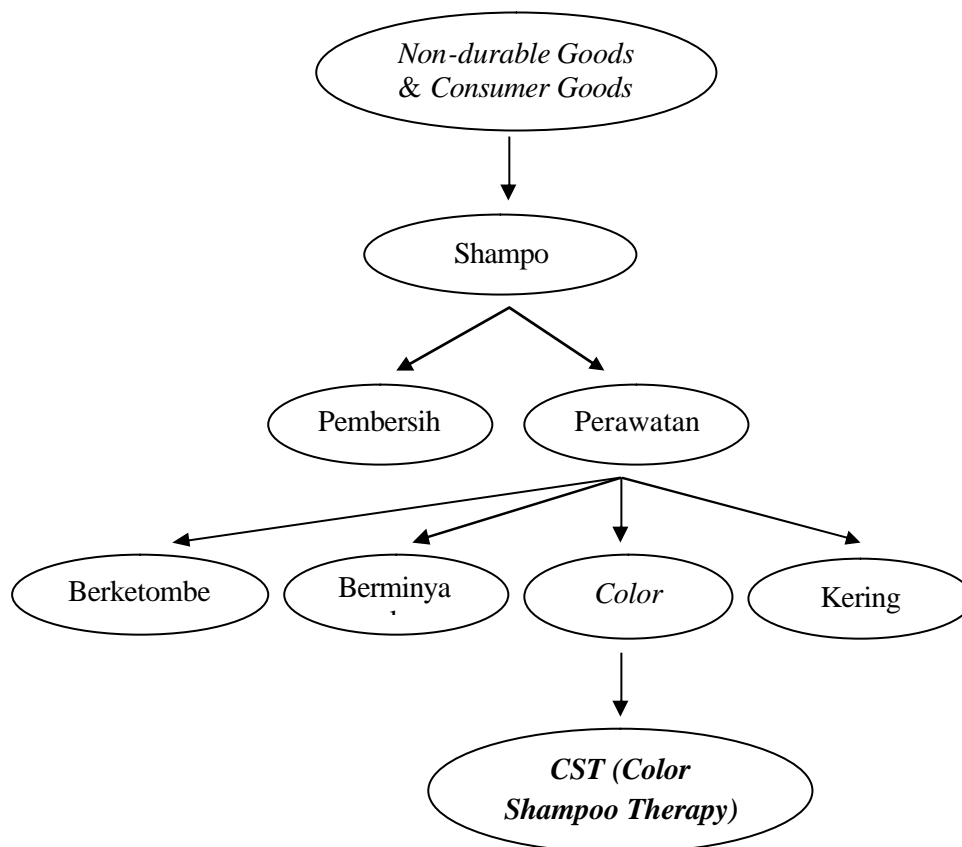 Non-durable Goods
& Consumer Goods
Shampo
Pembersih
Perawatan
Berketombe
Berminya
Color
Kering
CST (Color
Shampoo Therapy)